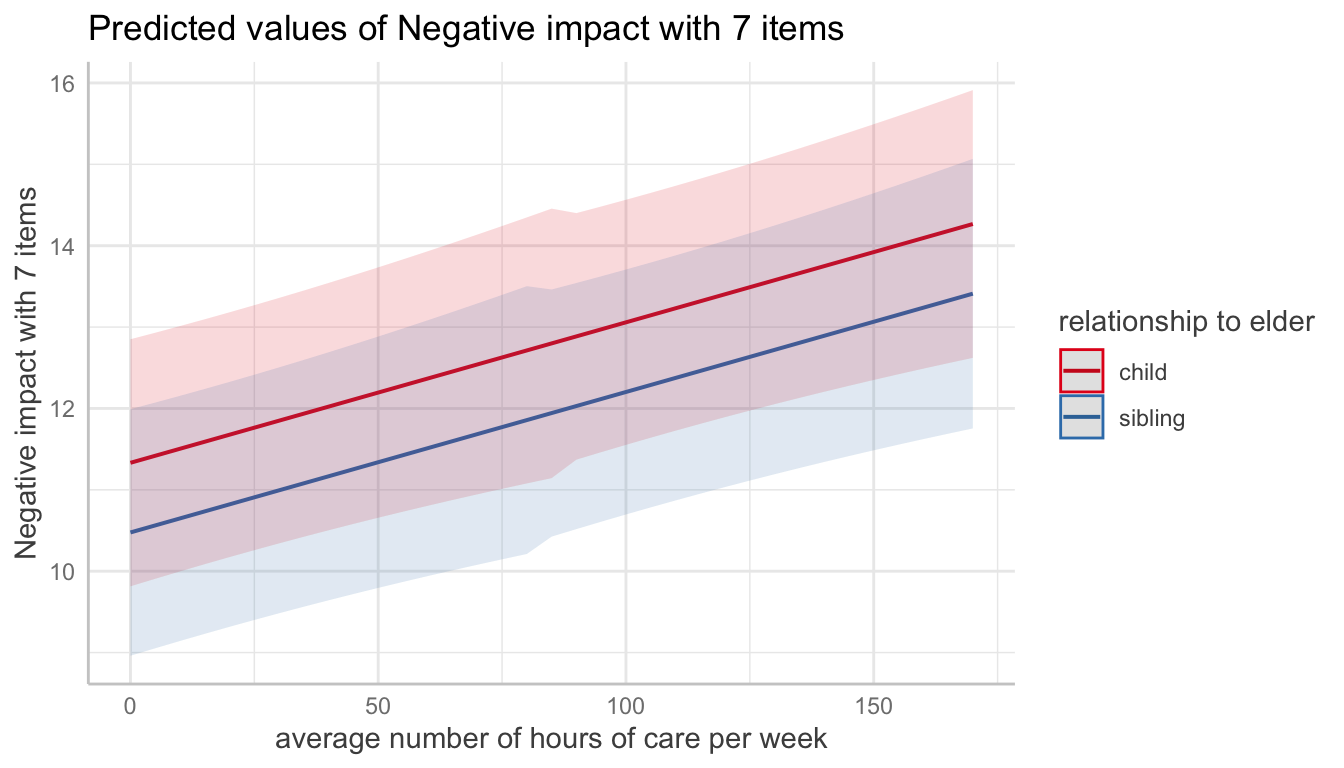 Predicted values of Negative impact with 7 items
Negative impact with 7 items
16
14
12
10
0
50
100
150
average number of hours of care per week
relationship to elder
child
sibling